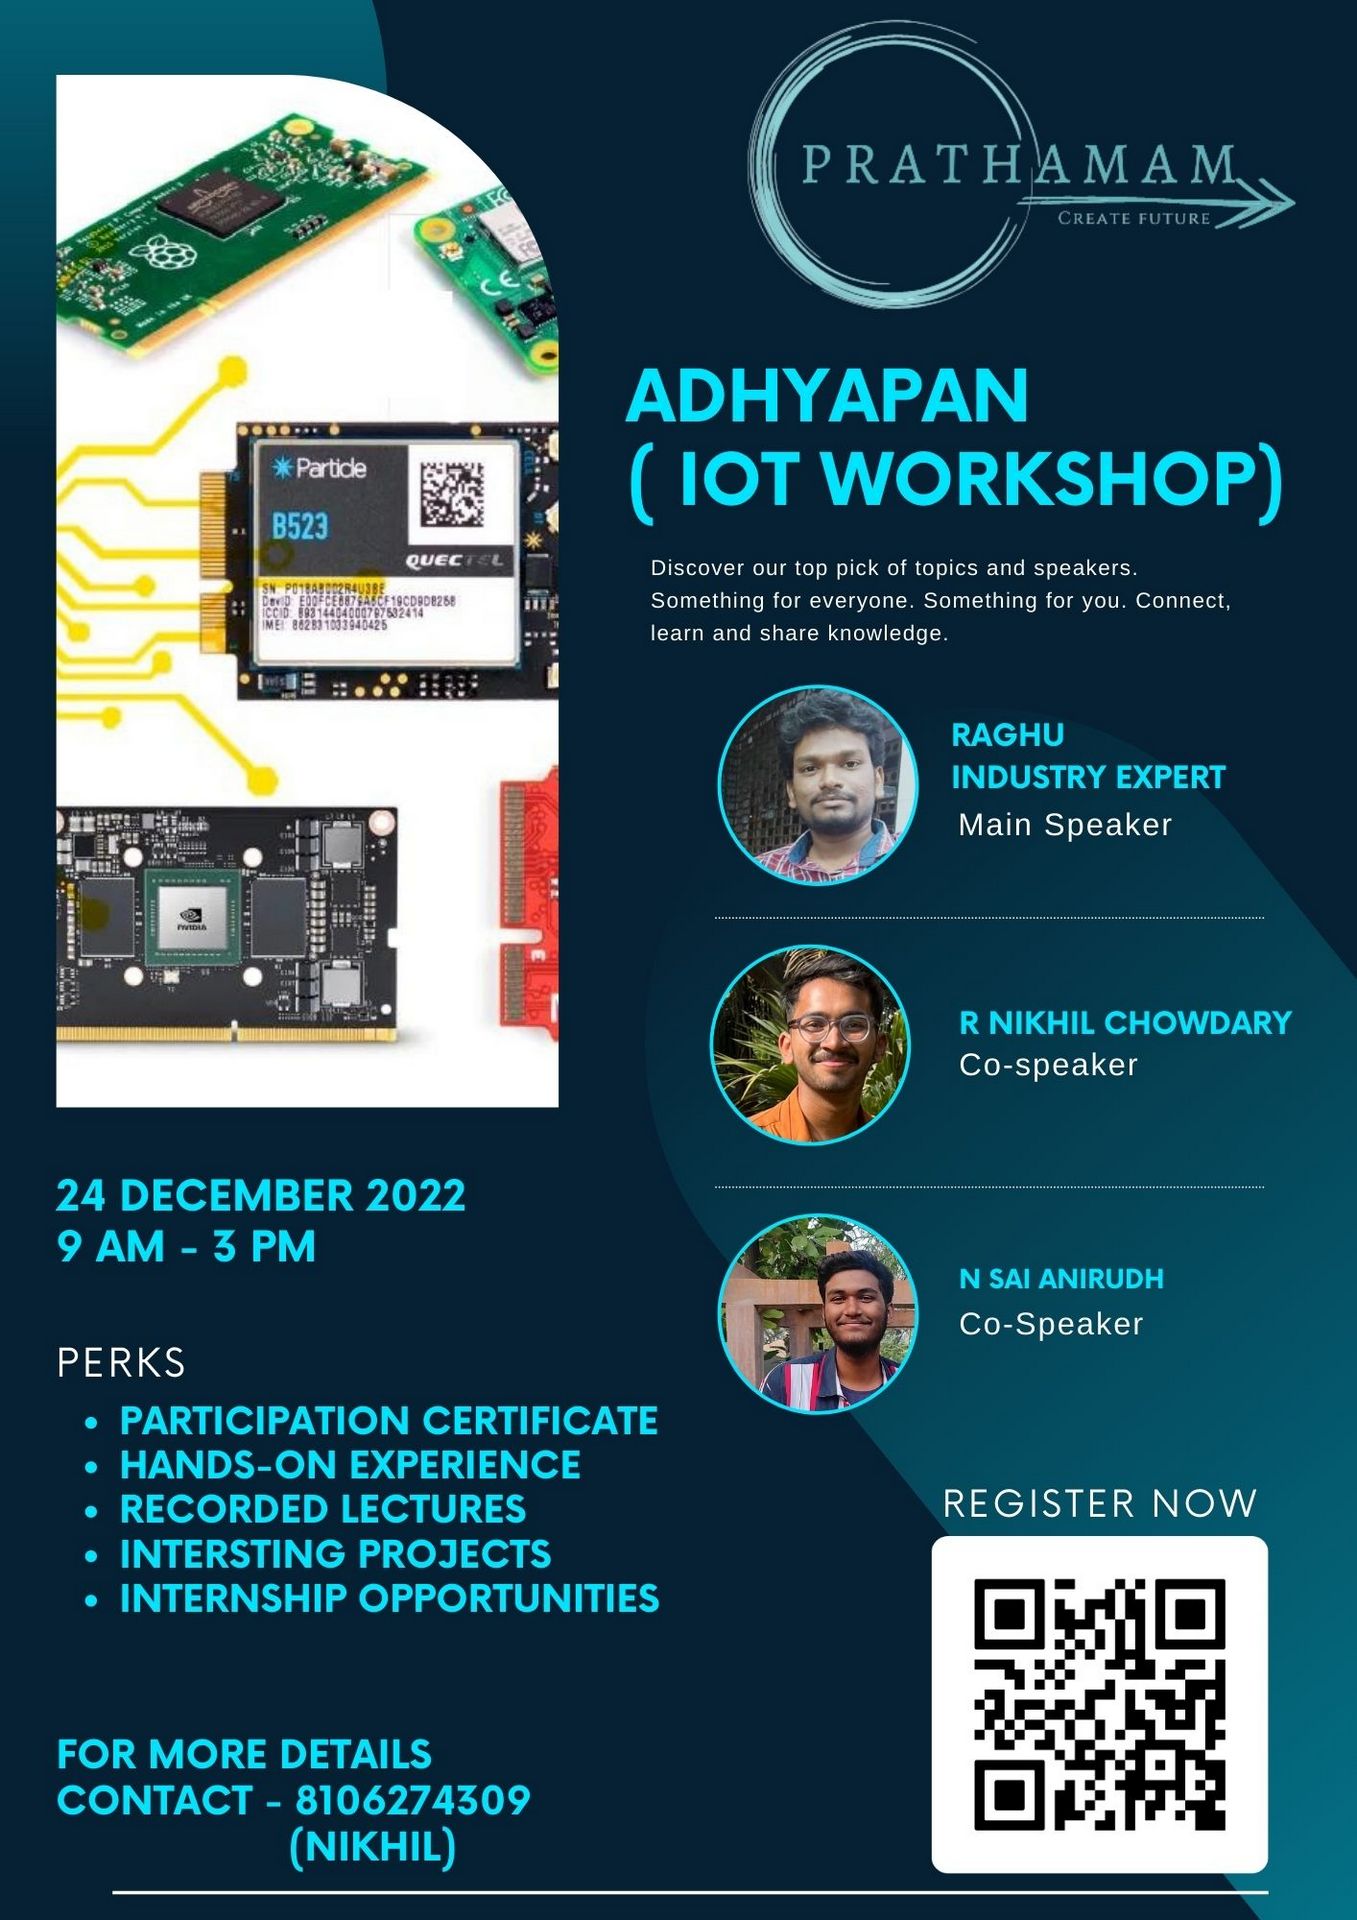 PRATHAMAM
CREATE FUTURE
ADHYAPAN
( IOT WORKSHOP)
Discover our top pick of topics and speakers.
Something for everyone. Something for you. Connect,
learn and share knowledge.
RAGHU
INDUSTRY EXPERT
Main Speaker
R NIKHIL CHOWDARY
Co-speaker
N SAI ANIRUDH
Co-Speaker
Particle
B523
QUECTEL
NVIDIA
24 DECEMBER 2022
9 AM - 3 PM
PERKS
• PARTICIPATION CERTIFICATE
• HANDS-ON EXPERIENCE
• RECORDED LECTURES
• INTERSTING PROJECTS
• INTERNSHIP OPPORTUNITIES
REGISTER NOW
FOR MORE DETAILS
CONTACT - 8106274309
(NIKHIL)